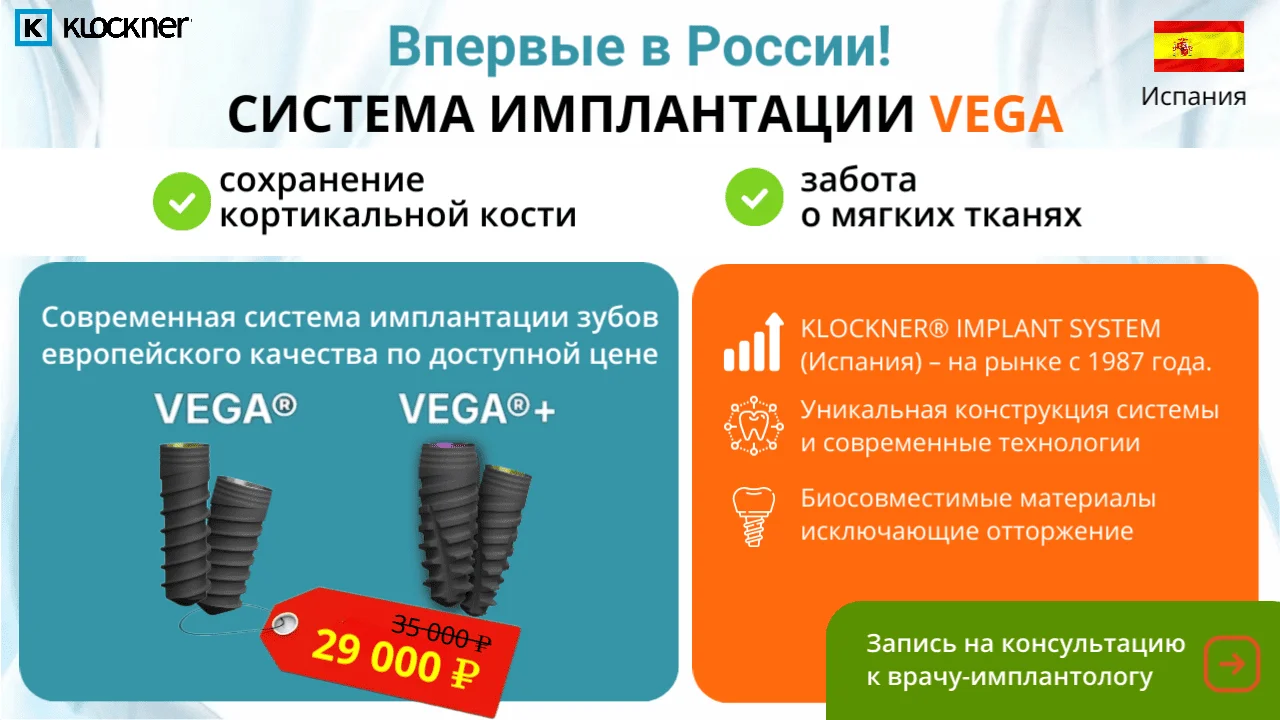 KLOCKNER
Впервые в России!
СИСТЕМА ИМПЛАНТАЦИИ VEGA
Испания
сохранение
кортикальной кости
забота
о мягких тканях
Современная система имплантации зубов
европейского качества по доступной цене
VEGA® VEGA®+
35 000 ₽
29 000 ₽
KLOCKNER® IMPLANT SYSTEM
(Испания) – на рынке с 1987 года.
Уникальная конструкция системы
и современные технологии
Биосовместимые материалы
исключающие отторжение
Запись на консультацию
к врачу-имплантологу